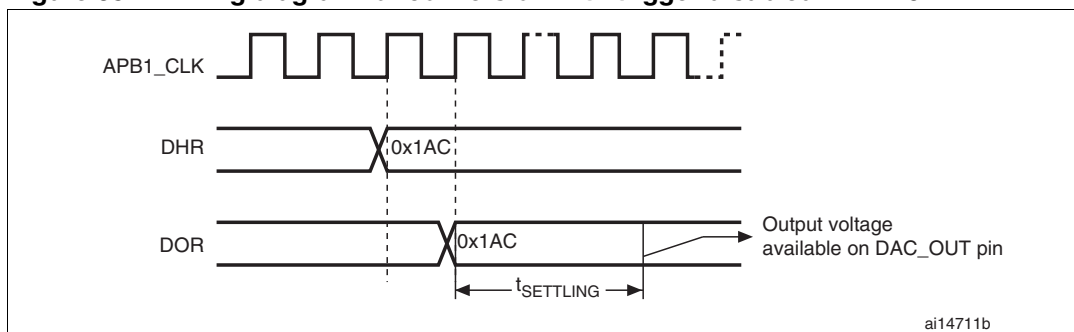 APB1_CLK
DHR
0x1AC
DOR
0x1AC
Output voltage
available on DAC_OUT pin
tSETTLING
ai14711b